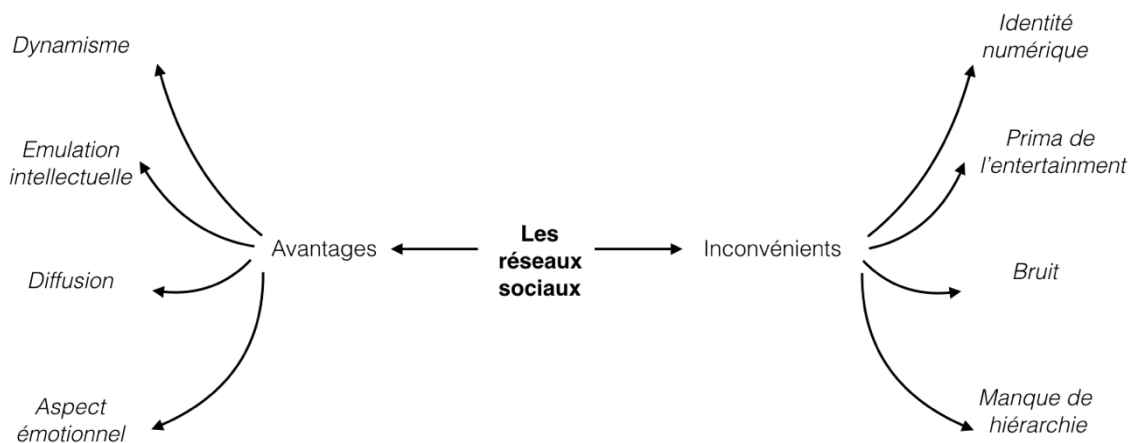 Dynamisme
Emulation
intellectuelle
Diffusion
Aspect
émotionnel
Avantages
Les
réseaux
sociaux
Inconvénients
Identité
numérique
Prima de
l'entertainment
Bruit
Manque de
hiérarchie